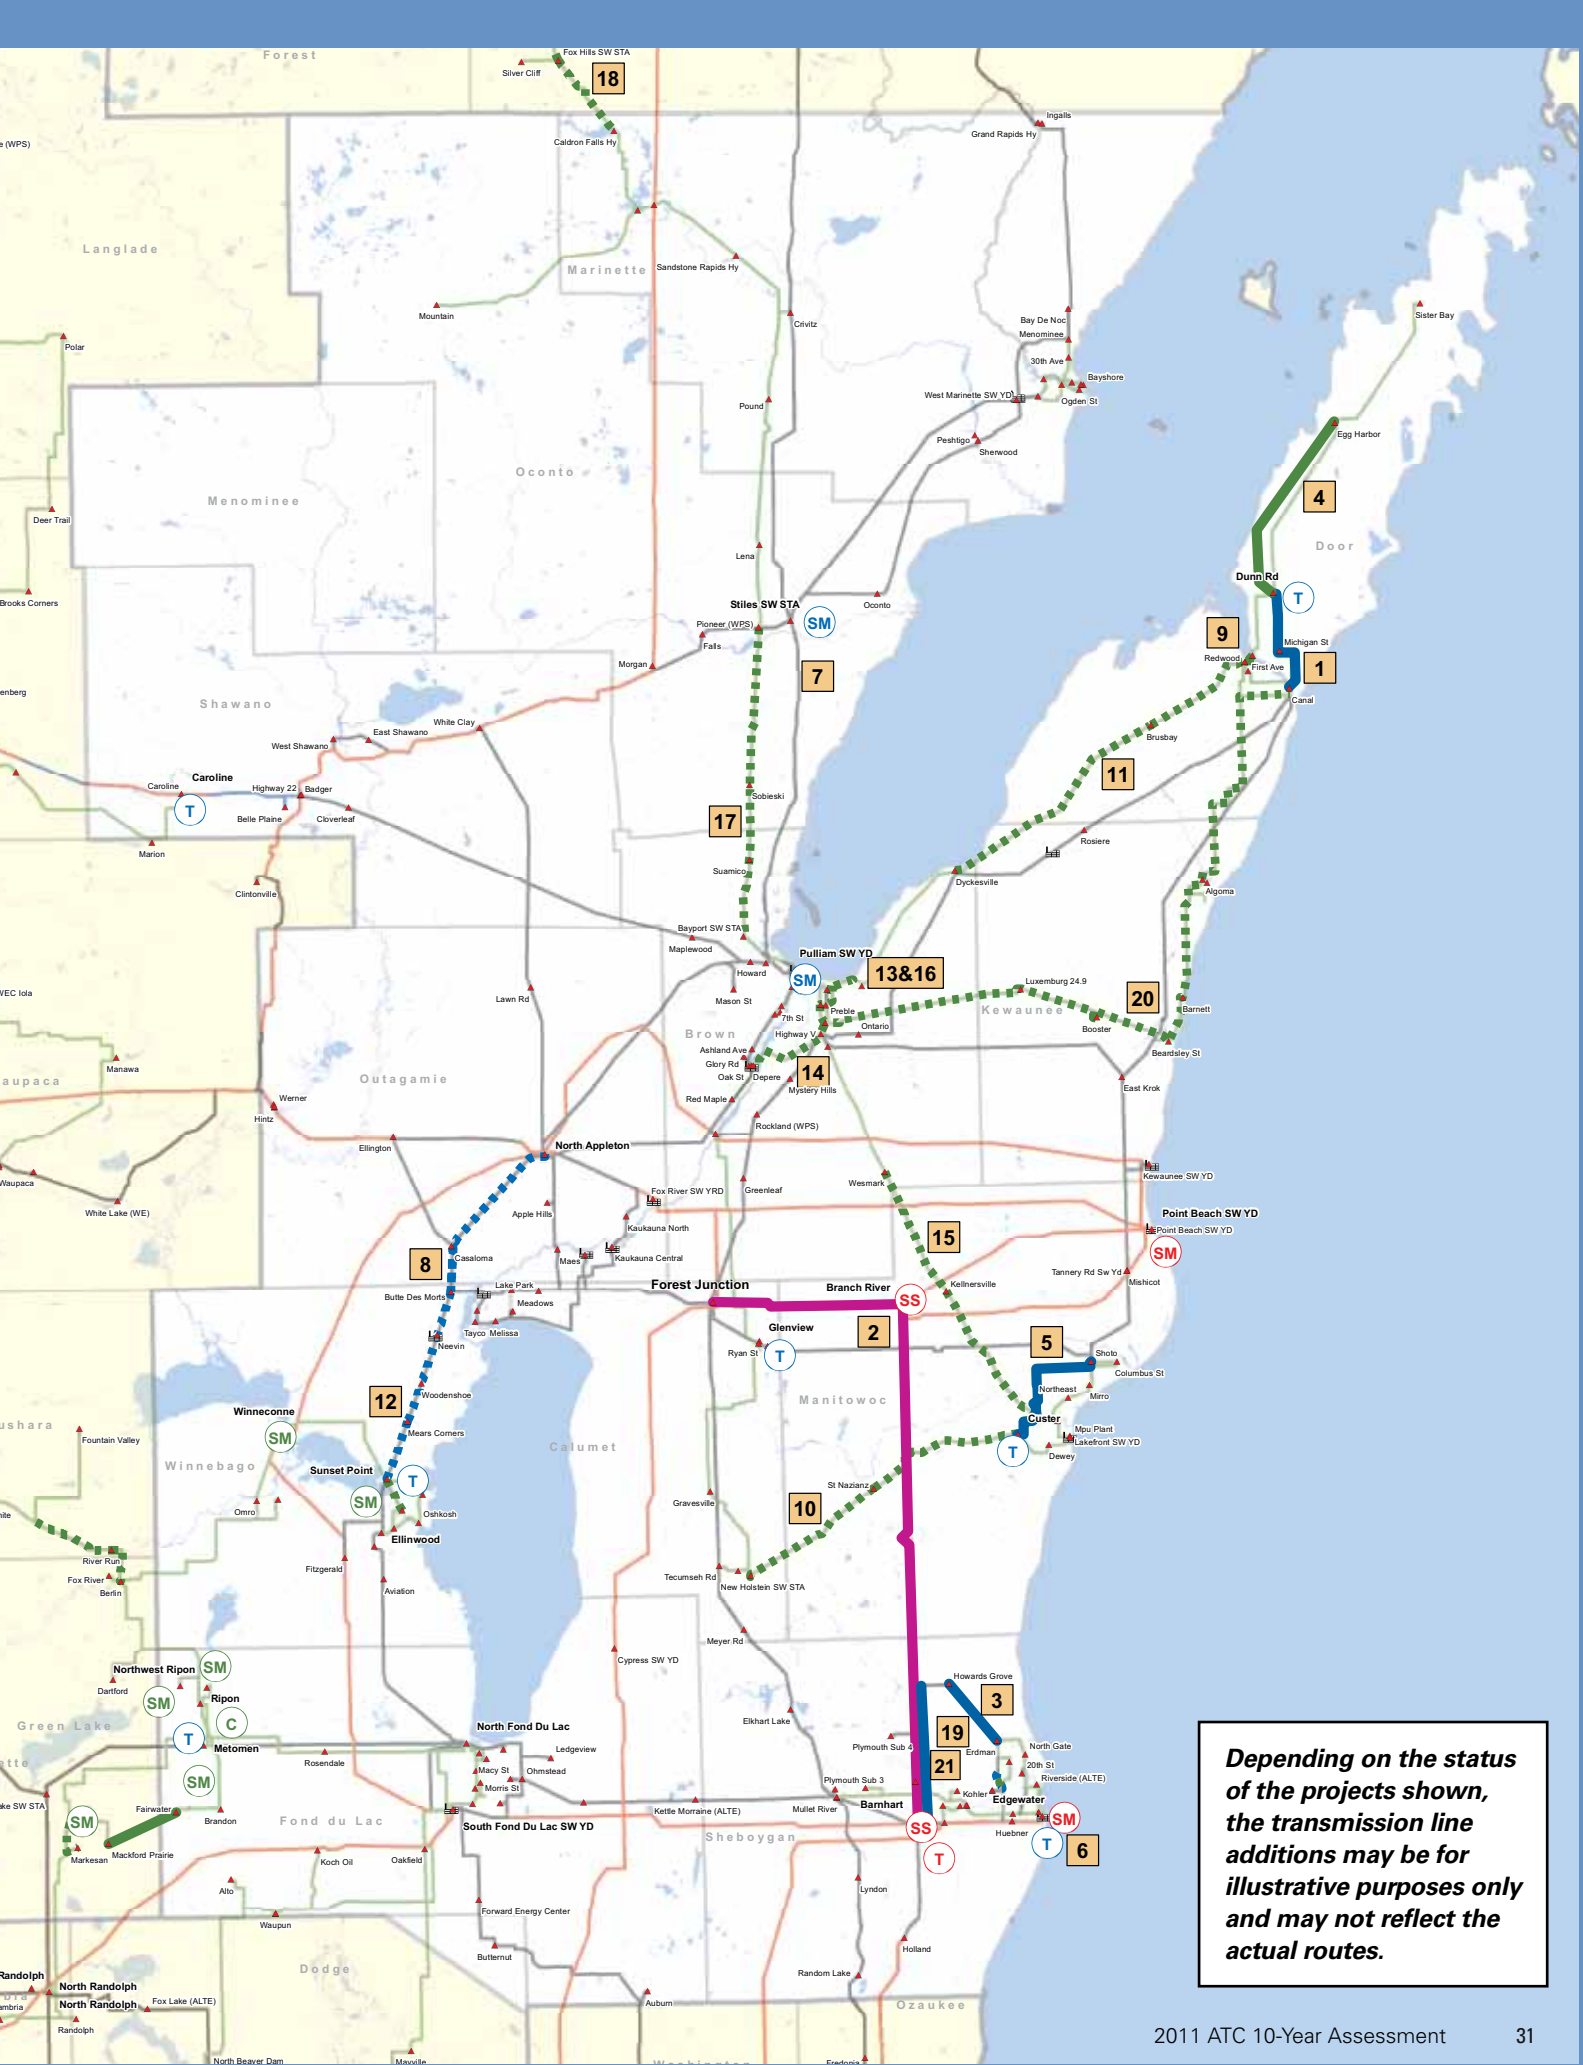 Forest
Fox Hills SW STA
Silver Cliff
18
Caldron Falls Hy
Ingalls
Grand Rapids Hy
e (WPS)
Langlade
Marinette
Sandstone Rapids Hy
Mountain
Crivitz
Bay De Noc
Menominee
Sister Bay
Polar
30th Ave
Bayshore
West Marinette SW YD
Ogden St
Pound
Egg Harbor
Peshtigo
Sherwood
Oconto
Menominee
4
Deer Trail
Door
Lena
Dunn Rd
T
Brooks Corners
Stiles SW STA
Oconto
Pioneer (WPS)
SM
Falls
9
Michigan St
Morgan
Redwood
First Ave
1
7
enberg
Canal
Shawano
White Clay
East Shawano
West Shawano
Brusbay
Caroline
11
Caroline
Highway 22
Badger
Sobieski
T
Belle Plaine
Cloverleaf
17
Rosiere
Marion
Suamico
Dyckesville
Clintonville
Algoma
Bayport SW STA
Maplewood
Pulliam SW YD
Howard
SM
13&16
Luxemburg 24.9
WEC Iola
Lawn Rd
Mason St
20
Preble
Kewaunee
Barnett
7th St
Ontario
Booster
Brown
Highway V
Ashland Ave
Beardsley St
Glory Rd
Manawa
Oak St
Depere
14
aupaca
Outagamie
Mystery Hills
East Krok
Red Maple
Werner
Hintz
Rockland (WPS)
Ellington
North Appleton
Kewaunee SW YD
Waupaca
Wesmark
Fox River SW YRD
Greenleaf
White Lake (WE)
Apple Hills
Point Beach SW YD
Kaukauna North
Point Beach SW YD
15
Casaloma
Maes
Kaukauna Central
SM
8
Tannery Rd Sw Yd
Mishicot
Lake Park
Forest Junction
Branch River
Kellnersville
Butte Des Morts
SS
Meadows
Tayco
Melissa
Glenview
2
5
Neevin
Ryan St
T
Shoto
Columbus St
Northeast
Mirro
Woodenshoe
12
Manitowoc
Winneconne
Custer
ushara
Mears Corners
Mpu Plant
Fountain Valley
SM
Calumet
T
Lakefront SW YD
Winnebago
Dewey
Sunset Point
T
St Nazianz
SM
Gravesville
10
Omro
Oshkosh
hite
Ellinwood
River Run
Fitzgerald
Tecumseh Rd
Fox River
New Holstein SW STA
Berlin
Aviation
Meyer Rd
Cypress SW YD
Northwest Ripon
SM
Howards Grove
Dartford
SM
Ripon
3
Green Lake
C
North Fond Du Lac
Elkhart Lake
19
T
Metomen
Ledgeview
Plymouth Sub 4
Erdman
North Gate
ette
Rosendale
21
20th St
Macy St
Ohmstead
SM
Plymouth Sub 3
Riverside (ALTE)
Morris St
Kohler
ake SW STA
Fairwater
Edgewater
Mullet River
Barnhart
SM
Brandon
Kettle Morraine (ALTE)
SM
Fond du Lac
South Fond Du Lac SW YD
SS
Huebner
Sheboygan
T
6
Markesan
Mackford Prairie
T
Koch Oil
Oakfield
Alto
Lyndon
Forward Energy Center
Waupun
Holland
Butternut
Dodge
Random Lake
Randolph
North Randolph
bia
Fox Lake (ALTE)
Auburn
Ozaukee
ambria
North Randolph
Randolph
North Beaver Dam
Mayville
Washington
Fredonia
Depending on the status
of the projects shown,
the transmission line
additions may be for
illustrative purposes only
and may not reflect the
actual routes.
2011 ATC 10-Year Assessment 31